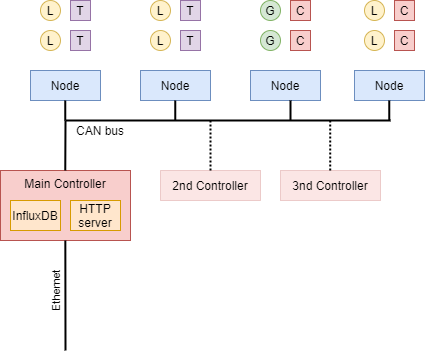 L T L T G C L C
L T L T G C L C
Node Node Node Node
CAN bus
Main Controller
InfluxDB
HTTP
server
2nd Controller
3nd Controller
Ethernet